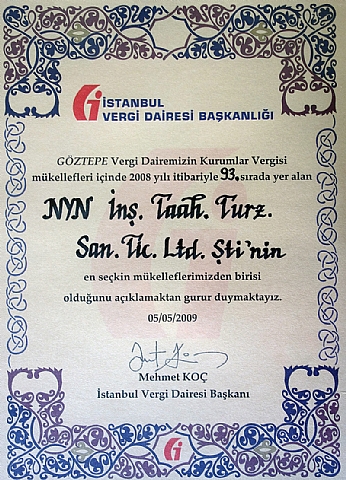 İSTANBUL
VERGİ DAİRESİ BAŞKANLIĞI
GÖZTEPE Vergi Dairemizin Kurumlar Vergisi
mükellefleri içinde 2008 yılı itibariyle 93. sırada yer alan
NYN İnş. Taah. Turz.
San. Tic. Ltd. Şti'nin
en seçkin mükelleflerimizden birisi
olduğunu açıklamaktan gurur duymaktayız.
05/05/2009
Mehmet KOÇ
İstanbul Vergi Dairesi Başkanı